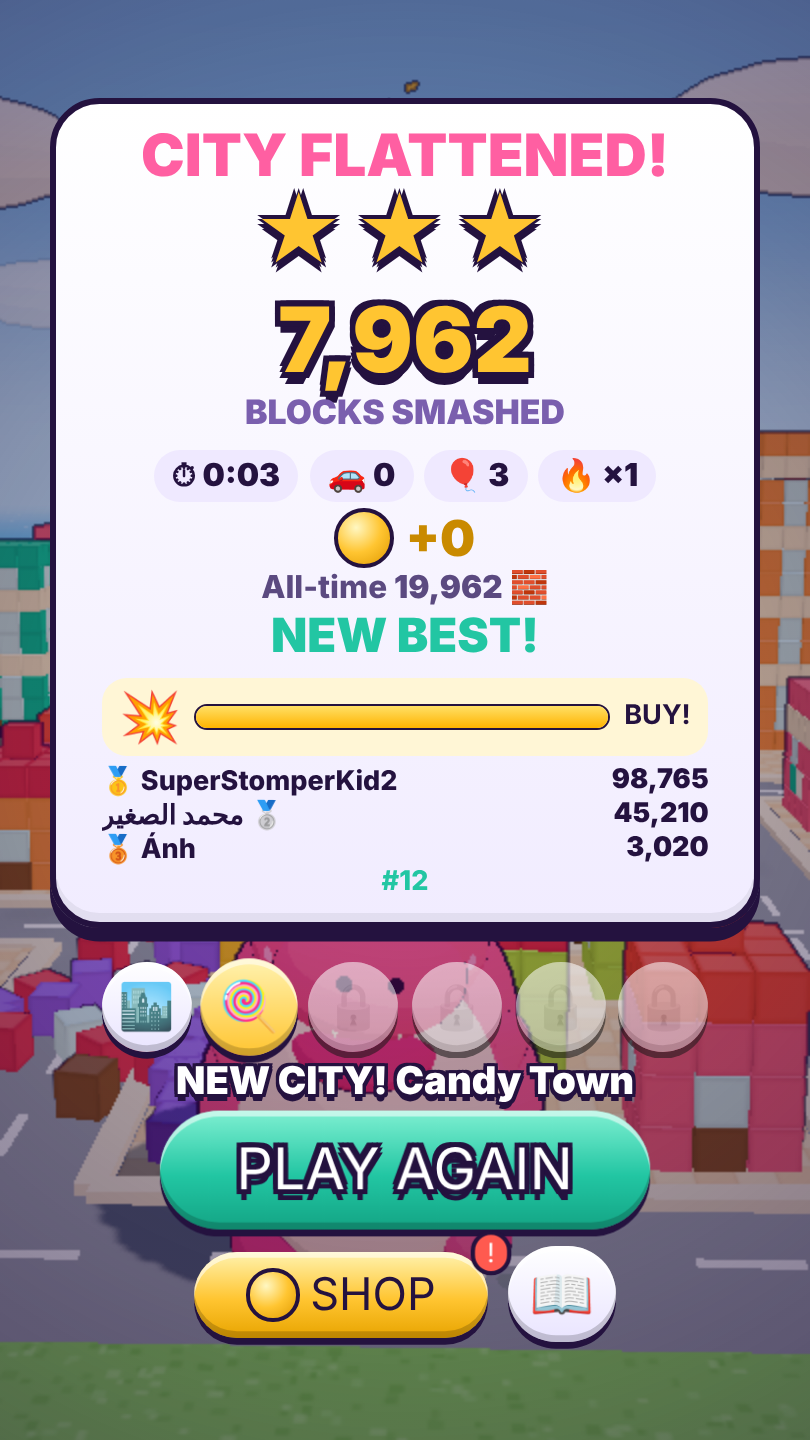 CITY FLATTENED!
7,962
BLOCKS SMASHED
⏱ 0:03 🚗 0 🎈 3 🔥 ×1
+0
All-time 19,962 🧱
NEW BEST!
💥 BUY!
🥇 SuperStomperKid2 98,765
🥈 محمد الصغير 45,210
🥉 Ánh 3,020
#12
NEW CITY! Candy Town
PLAY AGAIN
!
SHOP